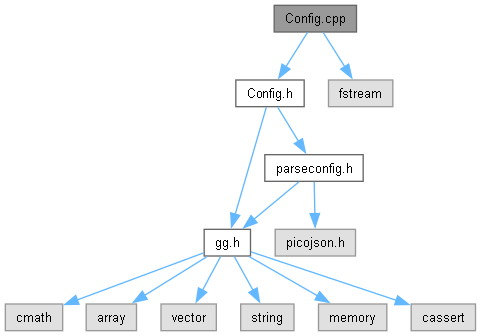 Config.cpp
Config.h
fstream
parseconfig.h
gg.h
picojson.h
cmath
array
vector
string
memory
cassert